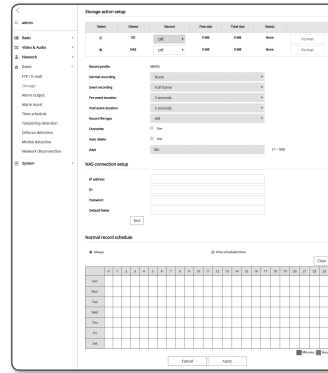 Storage action setup
admin
Select Device Record Free size Total size Status
SD Off 0 MB 0 MB None Format
NAS Off 0 MB 0 MB None Format
Basic
Video & Audio
Network
Event
FTP / E-mail
Storage
Alarm output
Alarm input
Time schedule
Tampering detection
Defocus detection
Motion detection
Network disconnection
System
Record profile MJPEG
Normal recording None
Event recording Full frame
Pre event duration 5 seconds
Post event duration 5 seconds
Record file type AVI
Overwrite Use
Auto delete Use
days 180 (1 ~ 180)
NAS connection setup
IP address
ID
Password
Default folder
Test
Normal record schedule
Always Only scheduled time
Clear
0 1 2 3 4 5 6 7 8 9 10 11 12 13 14 15 16 17 18 19 20 21 22 23
Sun
Mon
Tue
Wed
Thu
Fri
Sat
Minutes
Cancel Apply